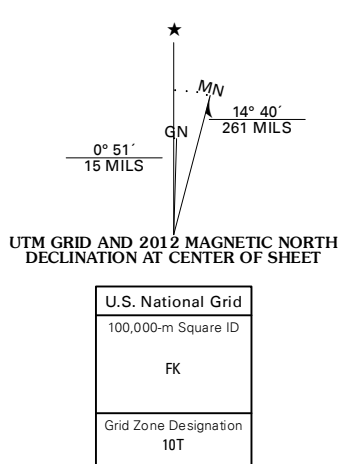 ★
MN
GN
14° 40´
261 MILS
0° 51´
15 MILS
UTM GRID AND 2012 MAGNETIC NORTH
DECLINATION AT CENTER OF SHEET
U.S. National Grid
100,000-m Square ID
FK
Grid Zone Designation
10T